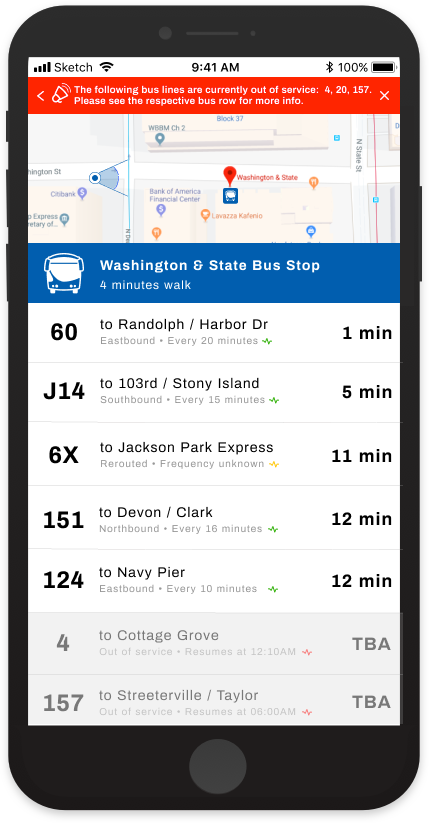 Sketch 9:41 AM 100%
The following bus lines are currently out of service: 4, 20, 157.
Please see the respective bus row for more info.
Block 37
WBBM Ch 2
N State St
hington St
Washington & State
Citibank
Bank of America
Financial Center
p Express
cretary of...
Lavazza Kafenio
Washington & State Bus Stop
4 minutes walk
60 to Randolph / Harbor Dr 1 min
Eastbound • Every 20 minutes
J14 to 103rd / Stony Island 5 min
Southbound • Every 15 minutes
6X to Jackson Park Express 11 min
Rerouted • Frequency unknown
151 to Devon / Clark 12 min
Northbound • Every 16 minutes
124 to Navy Pier 12 min
Eastbound • Every 10 minutes
4 to Cottage Grove TBA
Out of service • Resumes at 12:10AM
157 to Streeterville / Taylor TBA
Out of service • Resumes at 06:00AM